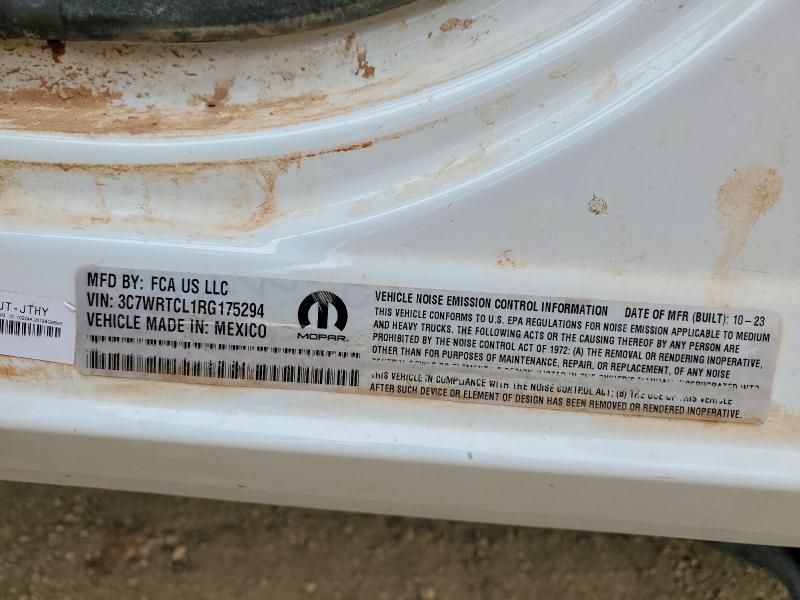 UT-JTHY
MFD BY: FCA US LLC
VIN: 3C7WRTCL1RG175294
VEHICLE MADE IN: MEXICO
MOPAR
VEHICLE NOISE EMISSION CONTROL INFORMATION DATE OF MFR (BUILT): 10-23
THIS VEHICLE CONFORMS TO U.S. EPA REGULATIONS FOR NOISE EMISSION APPLICABLE TO MEDIUM
AND HEAVY TRUCKS. THE FOLLOWING ACTS OR THE CAUSING THEREOF BY ANY PERSON ARE
PROHIBITED BY THE NOISE CONTROL ACT OF 1972: (A) THE REMOVAL OR RENDERING INOPERATIVE,
OTHER THAN FOR PURPOSES OF MAINTENANCE, REPAIR, OR REPLACEMENT, OF ANY NOISE
THIS VEHICLE IN COMPLIANCE WITH THE NOISE CONTROL ACT; (B) THE USE OF THIS VEHICLE
AFTER SUCH DEVICE OR ELEMENT OF DESIGN HAS BEEN REMOVED OR RENDERED INOPERATIVE.